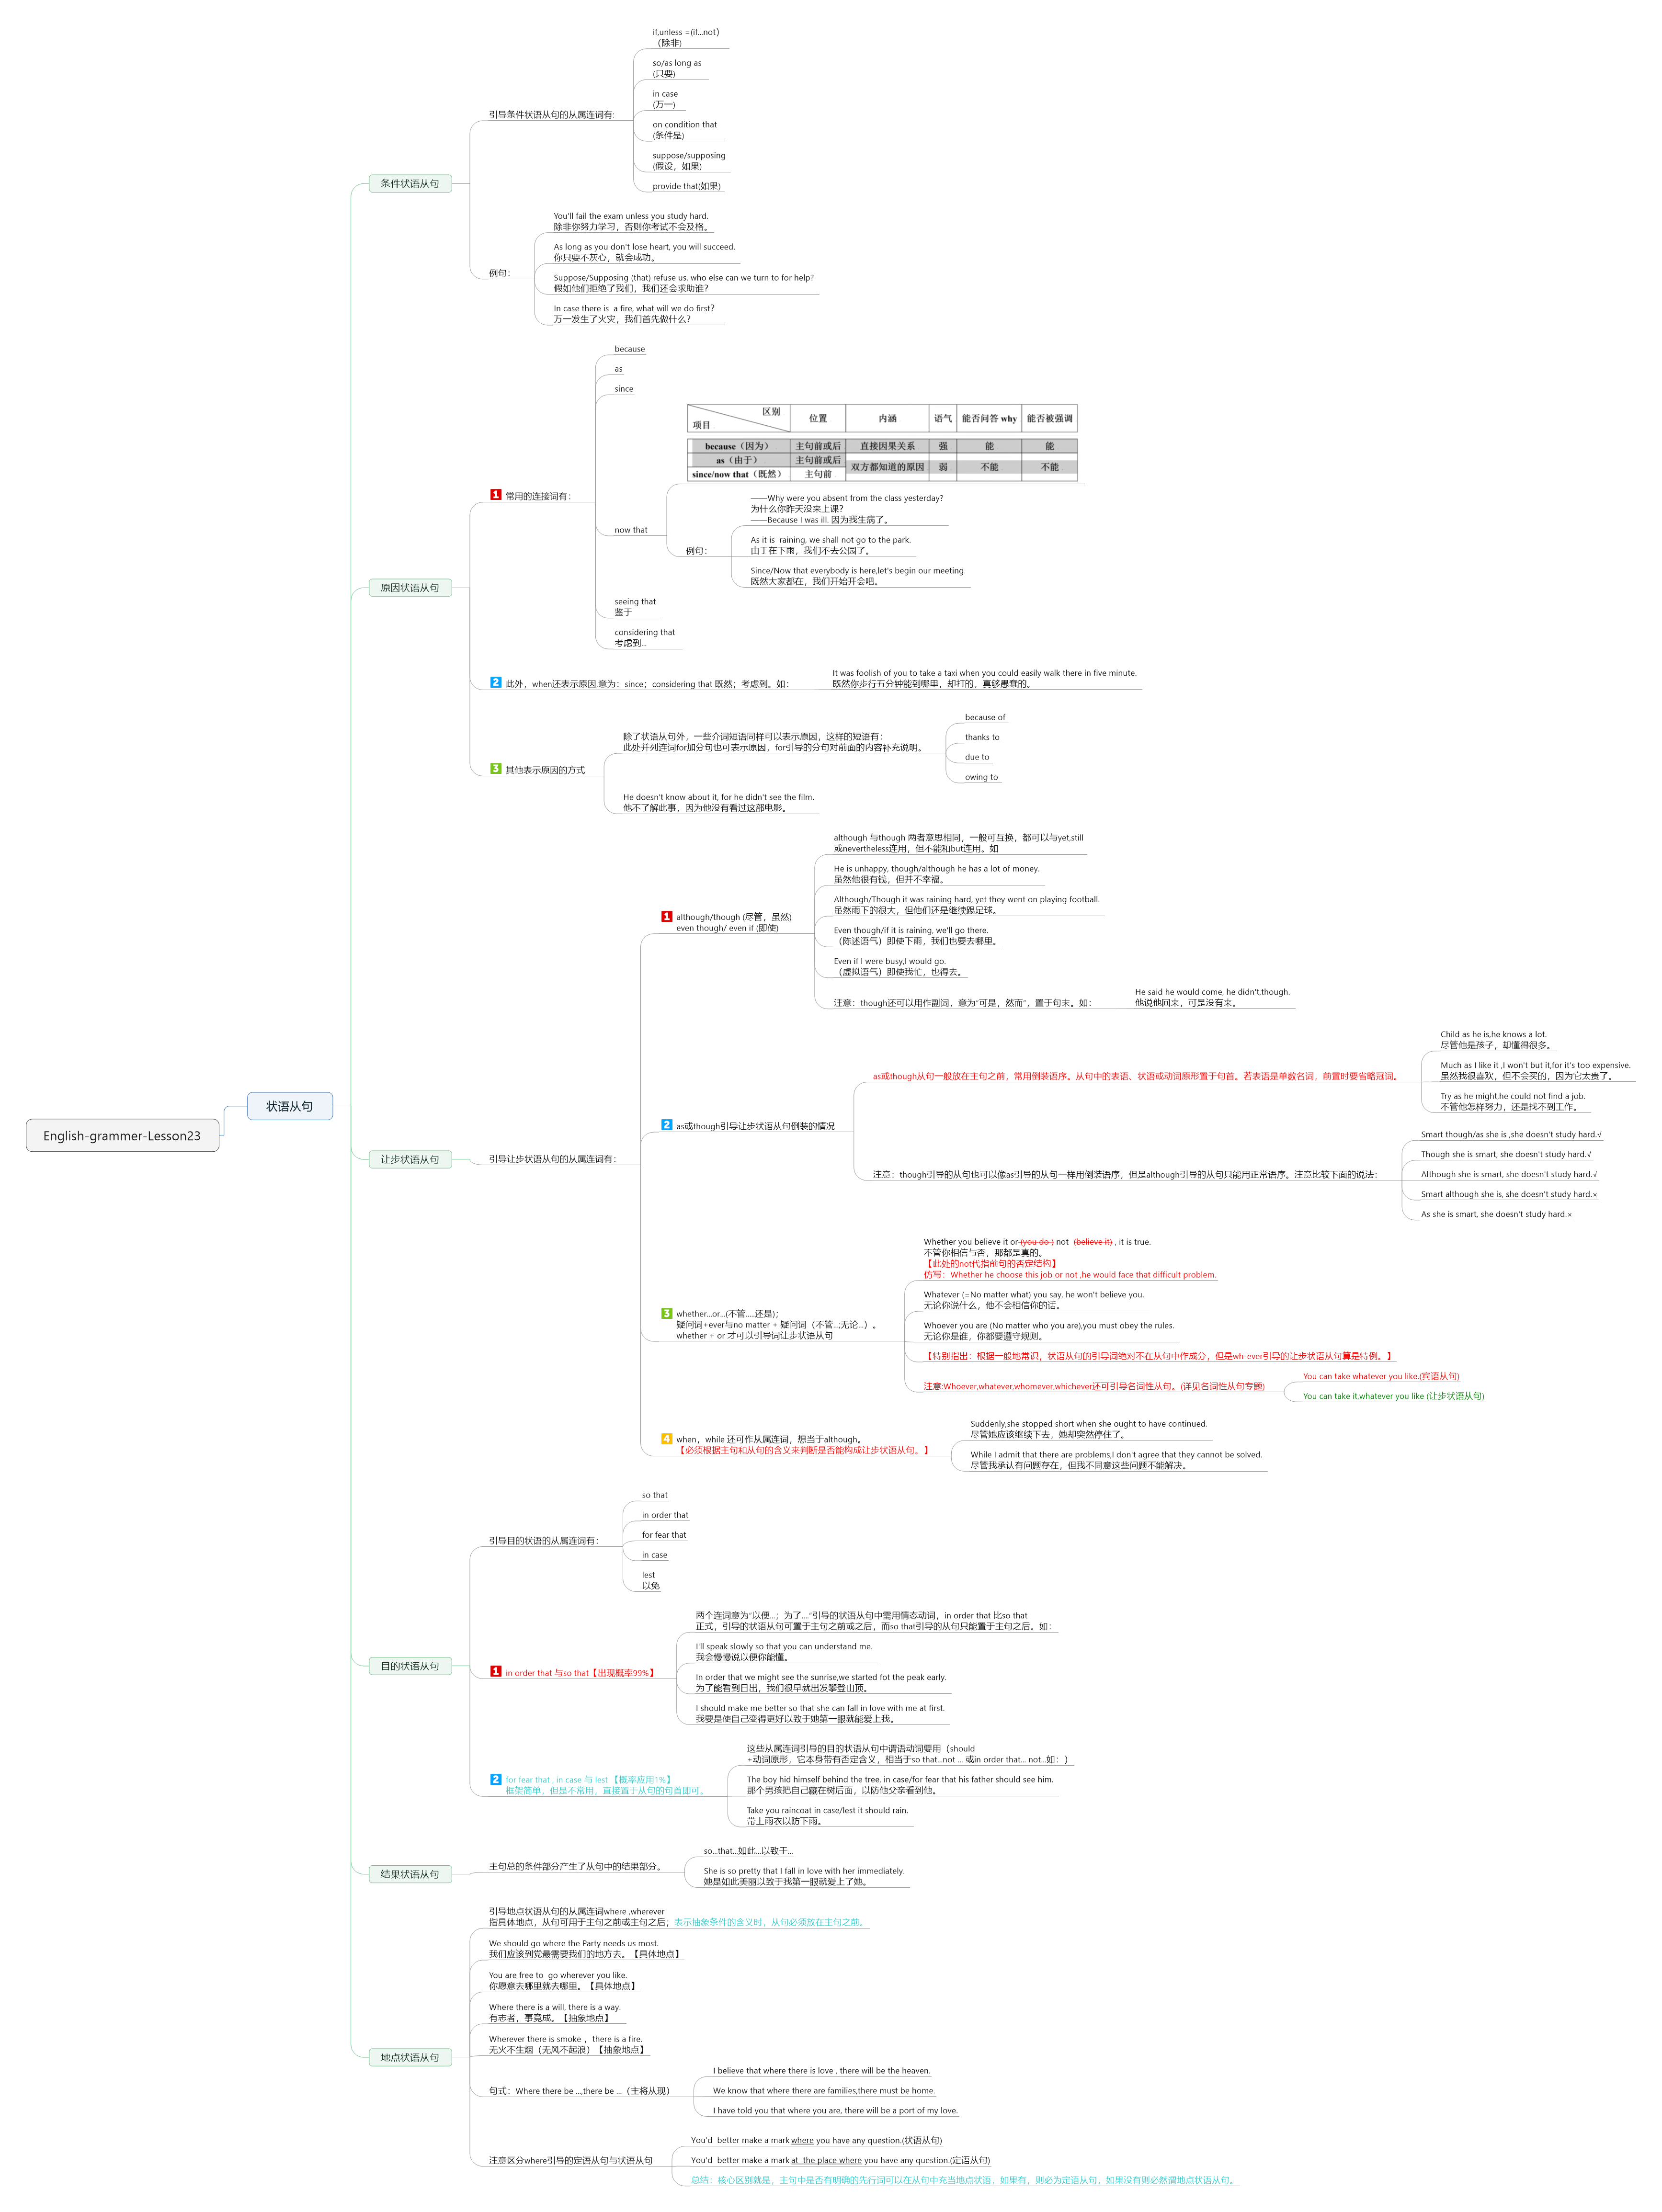 English-grammer-Lesson23
状语从句
条件状语从句
引导条件状语从句的从属连词有:
if,unless =(if...not)
（除非)
so/as long as
(只要)
in case
(万一)
on condition that
(条件是)
suppose/supposing
(假设，如果)
provide that(如果)
例句：
You'll fail the exam unless you study hard.
除非你努力学习，否则你考试不会及格。
As long as you don't lose heart, you will succeed.
你只要不灰心，就会成功。
Suppose/Supposing (that) refuse us, who else can we turn to for help?
假如他们拒绝了我们，我们还会求助谁?
In case there is  a fire, what will we do first?
万一发生了火灾，我们首先做什么?
原因状语从句
1 常用的连接词有：
because
as
since
now that
区别
项目
位置 内涵 语气 能否问答 why 能否被强调
because（因为） 主句前或后 直接因果关系 强 能 能
as（由于） 主句前或后 双方都知道的原因 弱 不能 不能
since/now that（既然） 主句前
例句：
——Why were you absent from the class yesterday?
为什么你昨天没来上课?
——Because I was ill. 因为我生病了。
As it is  raining, we shall not go to the park.
由于在下雨，我们不去公园了。
Since/Now that everybody is here,let's begin our meeting.
既然大家都在，我们开始开会吧。
seeing that
鉴于
considering that
考虑到...
2 此外，when还表示原因,意为：since；considering that 既然；考虑到。如：
It was foolish of you to take a taxi when you could easily walk there in five minute.
既然你步行五分钟能到哪里，却打的，真够愚蠢的。
3 其他表示原因的方式
除了状语从句外，一些介词短语同样可以表示原因，这样的短语有：
此处并列连词for加分句也可表示原因，for引导的分句对前面的内容补充说明。
because of
thanks to
due to
owing to
He doesn't know about it, for he didn't see the film.
他不了解此事，因为他没有看过这部电影。
让步状语从句
引导让步状语从句的从属连词有：
1 although/though (尽管，虽然)
even though/ even if (即使)
although 与though 两者意思相同，一般可互换，都可以与yet,still
或nevertheless连用，但不能和but连用。如
He is unhappy, though/although he has a lot of money.
虽然他很有钱，但并不幸福。
Although/Though it was raining hard, yet they went on playing football.
虽然雨下的很大，但他们还是继续踢足球。
Even though/if it is raining, we'll go there.
（陈述语气）即使下雨，我们也要去哪里。
Even if I were busy,I would go.
（虚拟语气）即使我忙，也得去。
注意：though还可以用作副词，意为“可是，然而”，置于句末。如：
He said he would come, he didn't,though.
他说他回来，可是没有来。
2 as或though引导让步状语从句倒装的情况
as或though从句一般放在主句之前，常用倒装语序。从句中的表语、状语或动词原形置于句首。若表语是单数名词，前置时要省略冠词。
Child as he is,he knows a lot.
尽管他是孩子，却懂得很多。
Much as I like it ,I won't but it,for it's too expensive.
虽然我很喜欢，但不会买的，因为它太贵了。
Try as he might,he could not find a job.
不管他怎样努力，还是找不到工作。
注意：though引导的从句也可以像as引导的从句一样用倒装语序，但是although引导的从句只能用正常语序。注意比较下面的说法：
Smart though/as she is ,she doesn't study hard.√
Though she is smart, she doesn't study hard.√
Although she is smart, she doesn't study hard.√
Smart although she is, she doesn't study hard.×
As she is smart, she doesn't study hard.×
3 whether...or...(不管.....还是)；
疑问词+ever与no matter + 疑问词（不管...;无论...）。
whether + or 才可以引导词让步状语从句
Whether you believe it or (you do ) not  (believe it) , it is true.
不管你相信与否，那都是真的。
【此处的not代指前句的否定结构】
仿写：Whether he choose this job or not ,he would face that difficult problem.
Whatever (=No matter what) you say, he won't believe you.
无论你说什么，他不会相信你的话。
Whoever you are (No matter who you are),you must obey the rules.
无论你是谁，你都要遵守规则。
【特别指出：根据一般地常识，状语从句的引导词绝对不在从句中作成分，但是wh-ever引导的让步状语从句算是特例。】
注意:Whoever,whatever,whomever,whichever还可引导名词性从句。(详见名词性从句专题)
You can take whatever you like.(宾语从句)
You can take it,whatever you like (让步状语从句)
4 when，while 还可作从属连词，想当于although。
【必须根据主句和从句的含义来判断是否能构成让步状语从句。】
Suddenly,she stopped short when she ought to have continued.
尽管她应该继续下去，她却突然停住了。
While I admit that there are problems,I don't agree that they cannot be solved.
尽管我承认有问题存在，但我不同意这些问题不能解决。
目的状语从句
引导目的状语的从属连词有：
so that
in order that
for fear that
in case
lest
以免
1 in order that 与so that【出现概率99%】
两个连词意为“以便...；为了....”引导的状语从句中需用情态动词，in order that 比so that
正式，引导的状语从句可置于主句之前或之后，而so that引导的从句只能置于主句之后。如：
I'll speak slowly so that you can understand me.
我会慢慢说以便你能懂。
In order that we might see the sunrise,we started fot the peak early.
为了能看到日出，我们很早就出发攀登山顶。
I should make me better so that she can fall in love with me at first.
我要是使自己变得更好以致于她第一眼就能爱上我。
2 for fear that , in case 与 lest 【概率应用1%】
框架简单，但是不常用，直接置于从句的句首即可。
这些从属连词引导的目的状语从句中谓语动词要用（should
+动词原形，它本身带有否定含义，相当于so that...not ... 或in order that... not...如：）
The boy hid himself behind the tree, in case/for fear that his father should see him.
那个男孩把自己藏在树后面，以防他父亲看到他。
Take you raincoat in case/lest it should rain.
带上雨衣以防下雨。
结果状语从句
主句总的条件部分产生了从句中的结果部分。
so...that...如此...以致于...
She is so pretty that I fall in love with her immediately.
她是如此美丽以致于我第一眼就爱上了她。
地点状语从句
引导地点状语从句的从属连词where ,wherever
指具体地点，从句可用于主句之前或主句之后；表示抽象条件的含义时，从句必须放在主句之前。
We should go where the Party needs us most.
我们应该到党最需要我们的地方去。【具体地点】
You are free to  go wherever you like.
你愿意去哪里就去哪里。【具体地点】
Where there is a will, there is a way.
有志者，事竟成。【抽象地点】
Wherever there is smoke， there is a fire.
无火不生烟（无风不起浪）【抽象地点】
句式：Where there be ...,there be ...（主将从现）
I believe that where there is love , there will be the heaven.
We know that where there are families,there must be home.
I have told you that where you are, there will be a port of my love.
注意区分where引导的定语从句与状语从句
You'd  better make a mark where you have any question.(状语从句)
You'd  better make a mark at  the place where you have any question.(定语从句)
总结：核心区别就是，主句中是否有明确的先行词可以在从句中充当地点状语，如果有，则必为定语从句，如果没有则必然谓地点状语从句。